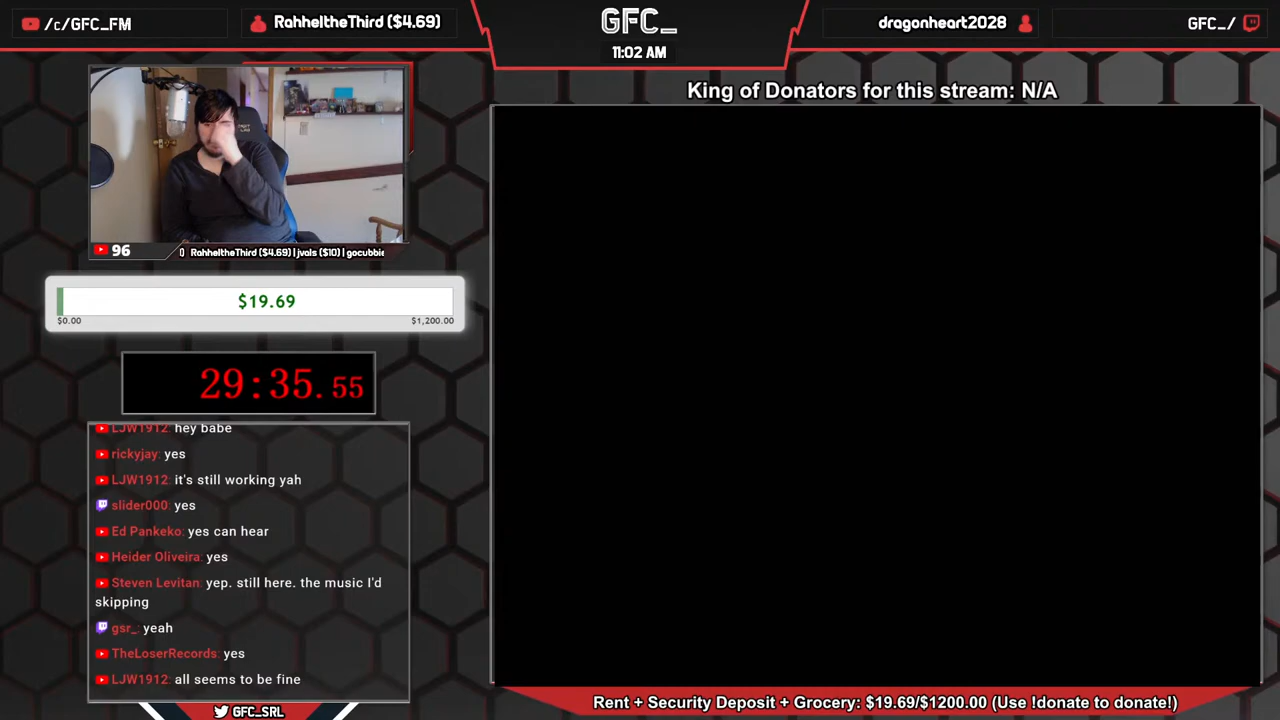 /c/GFC_FM
RahheltheThird ($4.69)
GFC_
11:02 AM
dragonheart2028
GFC_/
King of Donators for this stream: N/A
96
RahheltheThird ($4.69) | jvals ($10) | gocubbie
$19.69
$0.00
$1,200.00
29:35.55
LJW1912: hey babe
rickyjay: yes
LJW1912: it's still working yah
slider000: yes
Ed Pankeko: yes can hear
Heider Oliveira: yes
Steven Levitan: yep. still here. the music I'd
skipping
gsr_: yeah
TheLoserRecords: yes
LJW1912: all seems to be fine
GFC_SRL
Rent + Security Deposit + Grocery: $19.69/$1200.00 (Use !donate to donate!)